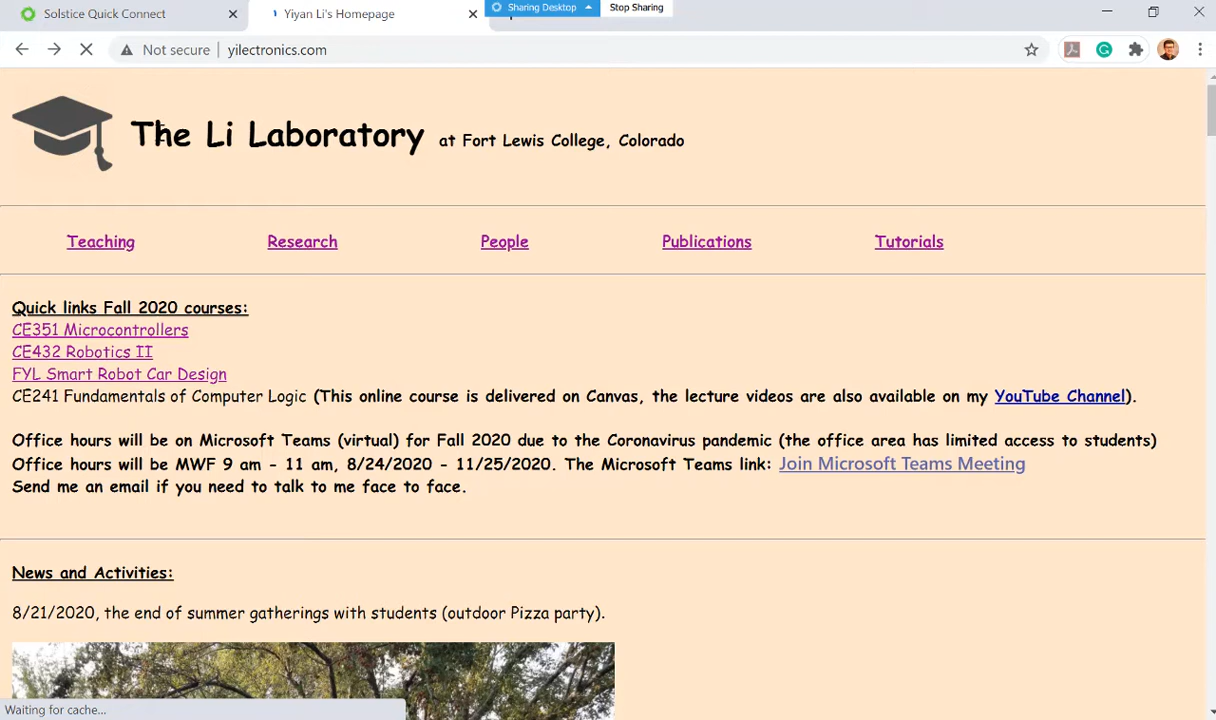 Solstice Quick Connect
Yiyan Li's Homepage
Sharing Desktop
Stop Sharing
Not secure
yilectronics.com
The Li Laboratory at Fort Lewis College, Colorado
Teaching
Research
People
Publications
Tutorials
Quick links Fall 2020 courses:
CE351 Microcontrollers
CE432 Robotics II
FYL Smart Robot Car Design
CE241 Fundamentals of Computer Logic (This online course is delivered on Canvas, the lecture videos are also available on my YouTube Channel).
Office hours will be on Microsoft Teams (virtual) for Fall 2020 due to the Coronavirus pandemic (the office area has limited access to students)
Office hours will be MWF 9 am - 11 am, 8/24/2020 - 11/25/2020. The Microsoft Teams link: Join Microsoft Teams Meeting
Send me an email if you need to talk to me face to face.
News and Activities:
8/21/2020, the end of summer gatherings with students (outdoor Pizza party).
Waiting for cache...